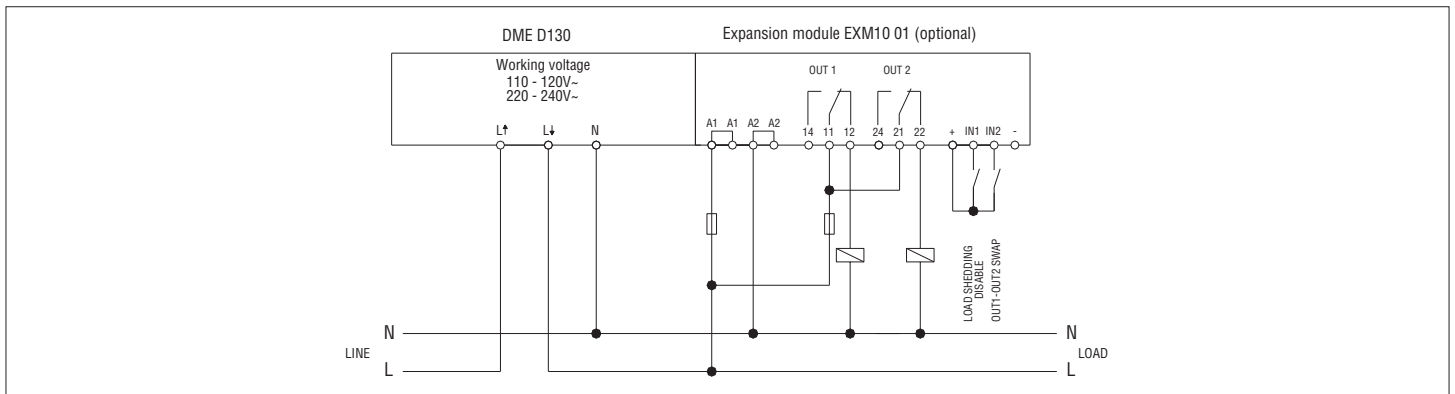 DME D130
Expansion module EXM10 01 (optional)
Working voltage
110 - 120V~
220 - 240V~
OUT 1
OUT 2
L↑
L↓
N
A1
A1
A2
A2
14
11
12
24
21
22
+
IN1
IN2
-
LOAD SHEDDING
DISABLE
OUT1-OUT2 SWAP
N
N
LINE
LOAD
L
L